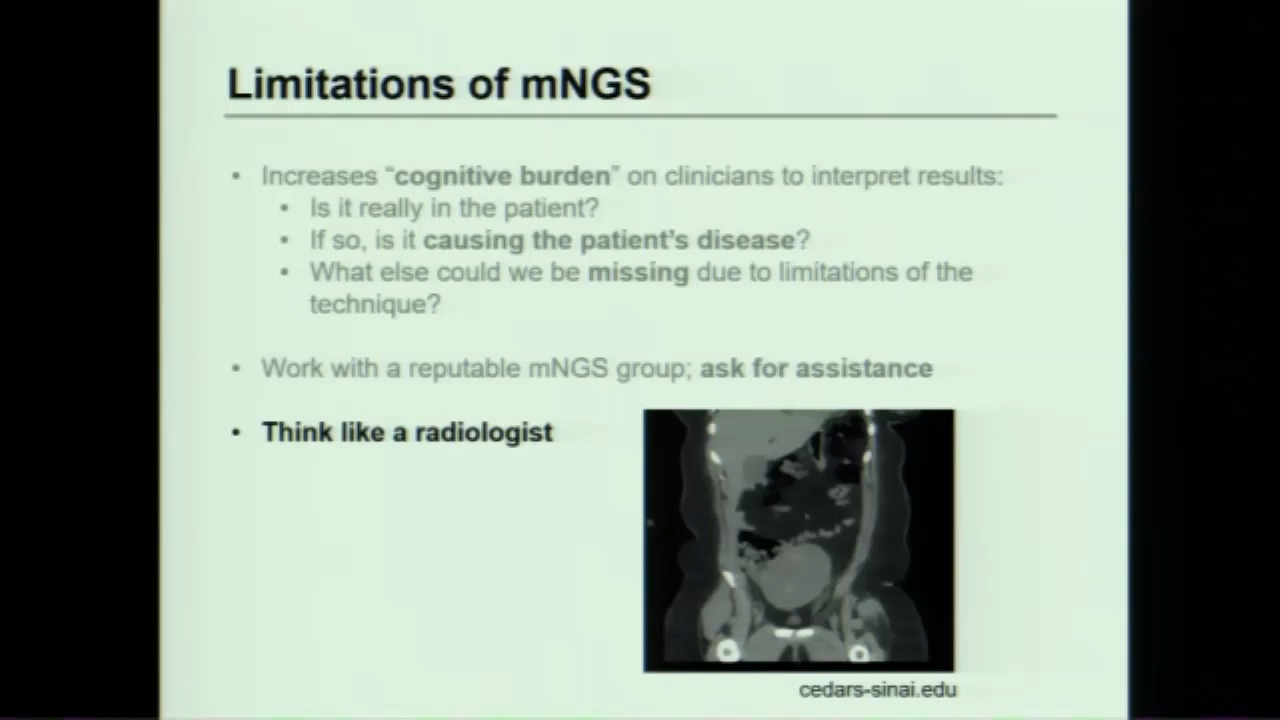 Limitations of mNGS
• Increases “cognitive burden” on clinicians to interpret results:
• Is it really in the patient?
• If so, is it causing the patient’s disease?
• What else could we be missing due to limitations of the
technique?
• Work with a reputable mNGS group; ask for assistance
• Think like a radiologist
cedars-sinai.edu